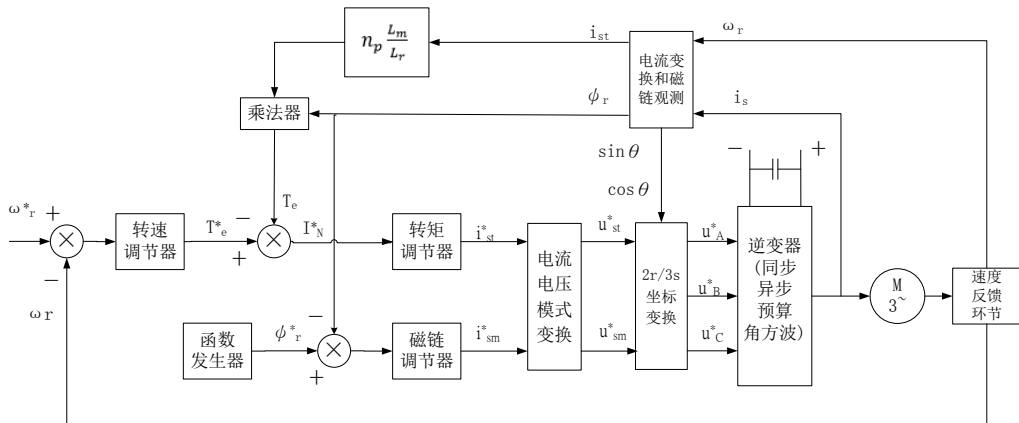 n_p L_m/L_r
i_st
电流变
换和磁
链观测
ω_r
ϕ_r
i_s
乘法器
sinθ
cosθ
− +
T_e
ω*_r
+
−
ωr
转速
调节器
T*_e
−
+
I*_N
转矩
调节器
i*_st
电流
电压
模式
变换
u*_st
u*_sm
2r/3s
坐标
变换
u*_A
u*_B
u*_C
逆变器
(同步
异步
预算
角方波)
M
3~
速度
反馈
环节
函数
发生器
ϕ*_r
−
+
磁链
调节器
i*_sm